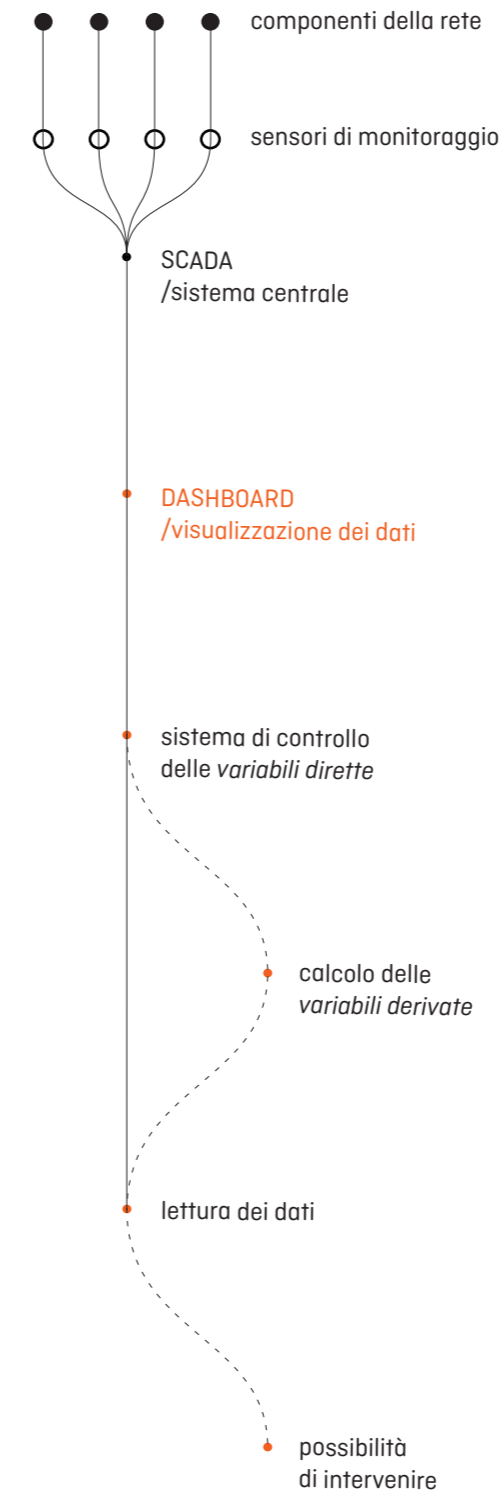 componenti della rete
sensori di monitoraggio
SCADA
/sistema centrale
DASHBOARD
/visualizzazione dei dati
sistema di controllo
delle variabili dirette
calcolo delle
variabili derivate
lettura dei dati
possibilità
di intervenire